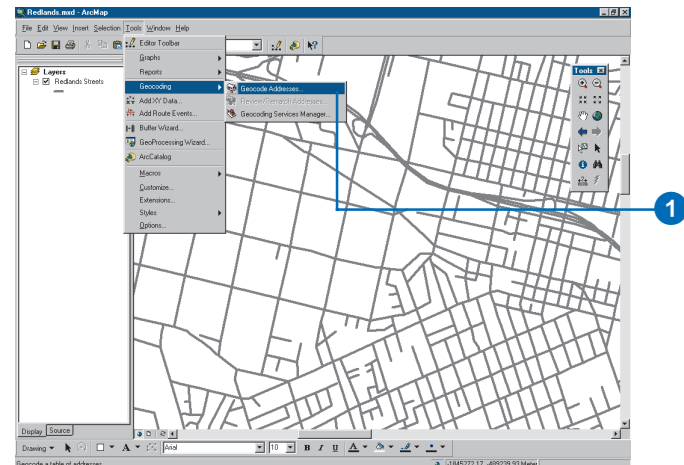 Redlands.mxd - ArcMap
File Edit View Insert Selection Tools Window Help
Editor Toolbar
Graphs
Reports
Geocoding
Add XY Data...
Add Route Events...
Buffer Wizard...
GeoProcessing Wizard...
ArcCatalog
Macros
Customize...
Extensions...
Styles
Options...
Geocode Addresses...
Review/Rematch Addresses...
Geocoding Services Manager...
Layers
Redlands Streets
Tools
1
Display Source
Drawing A Arial 10 B I U A
Geocode a table of addresses
-1845272.17 -489239.93 Meters